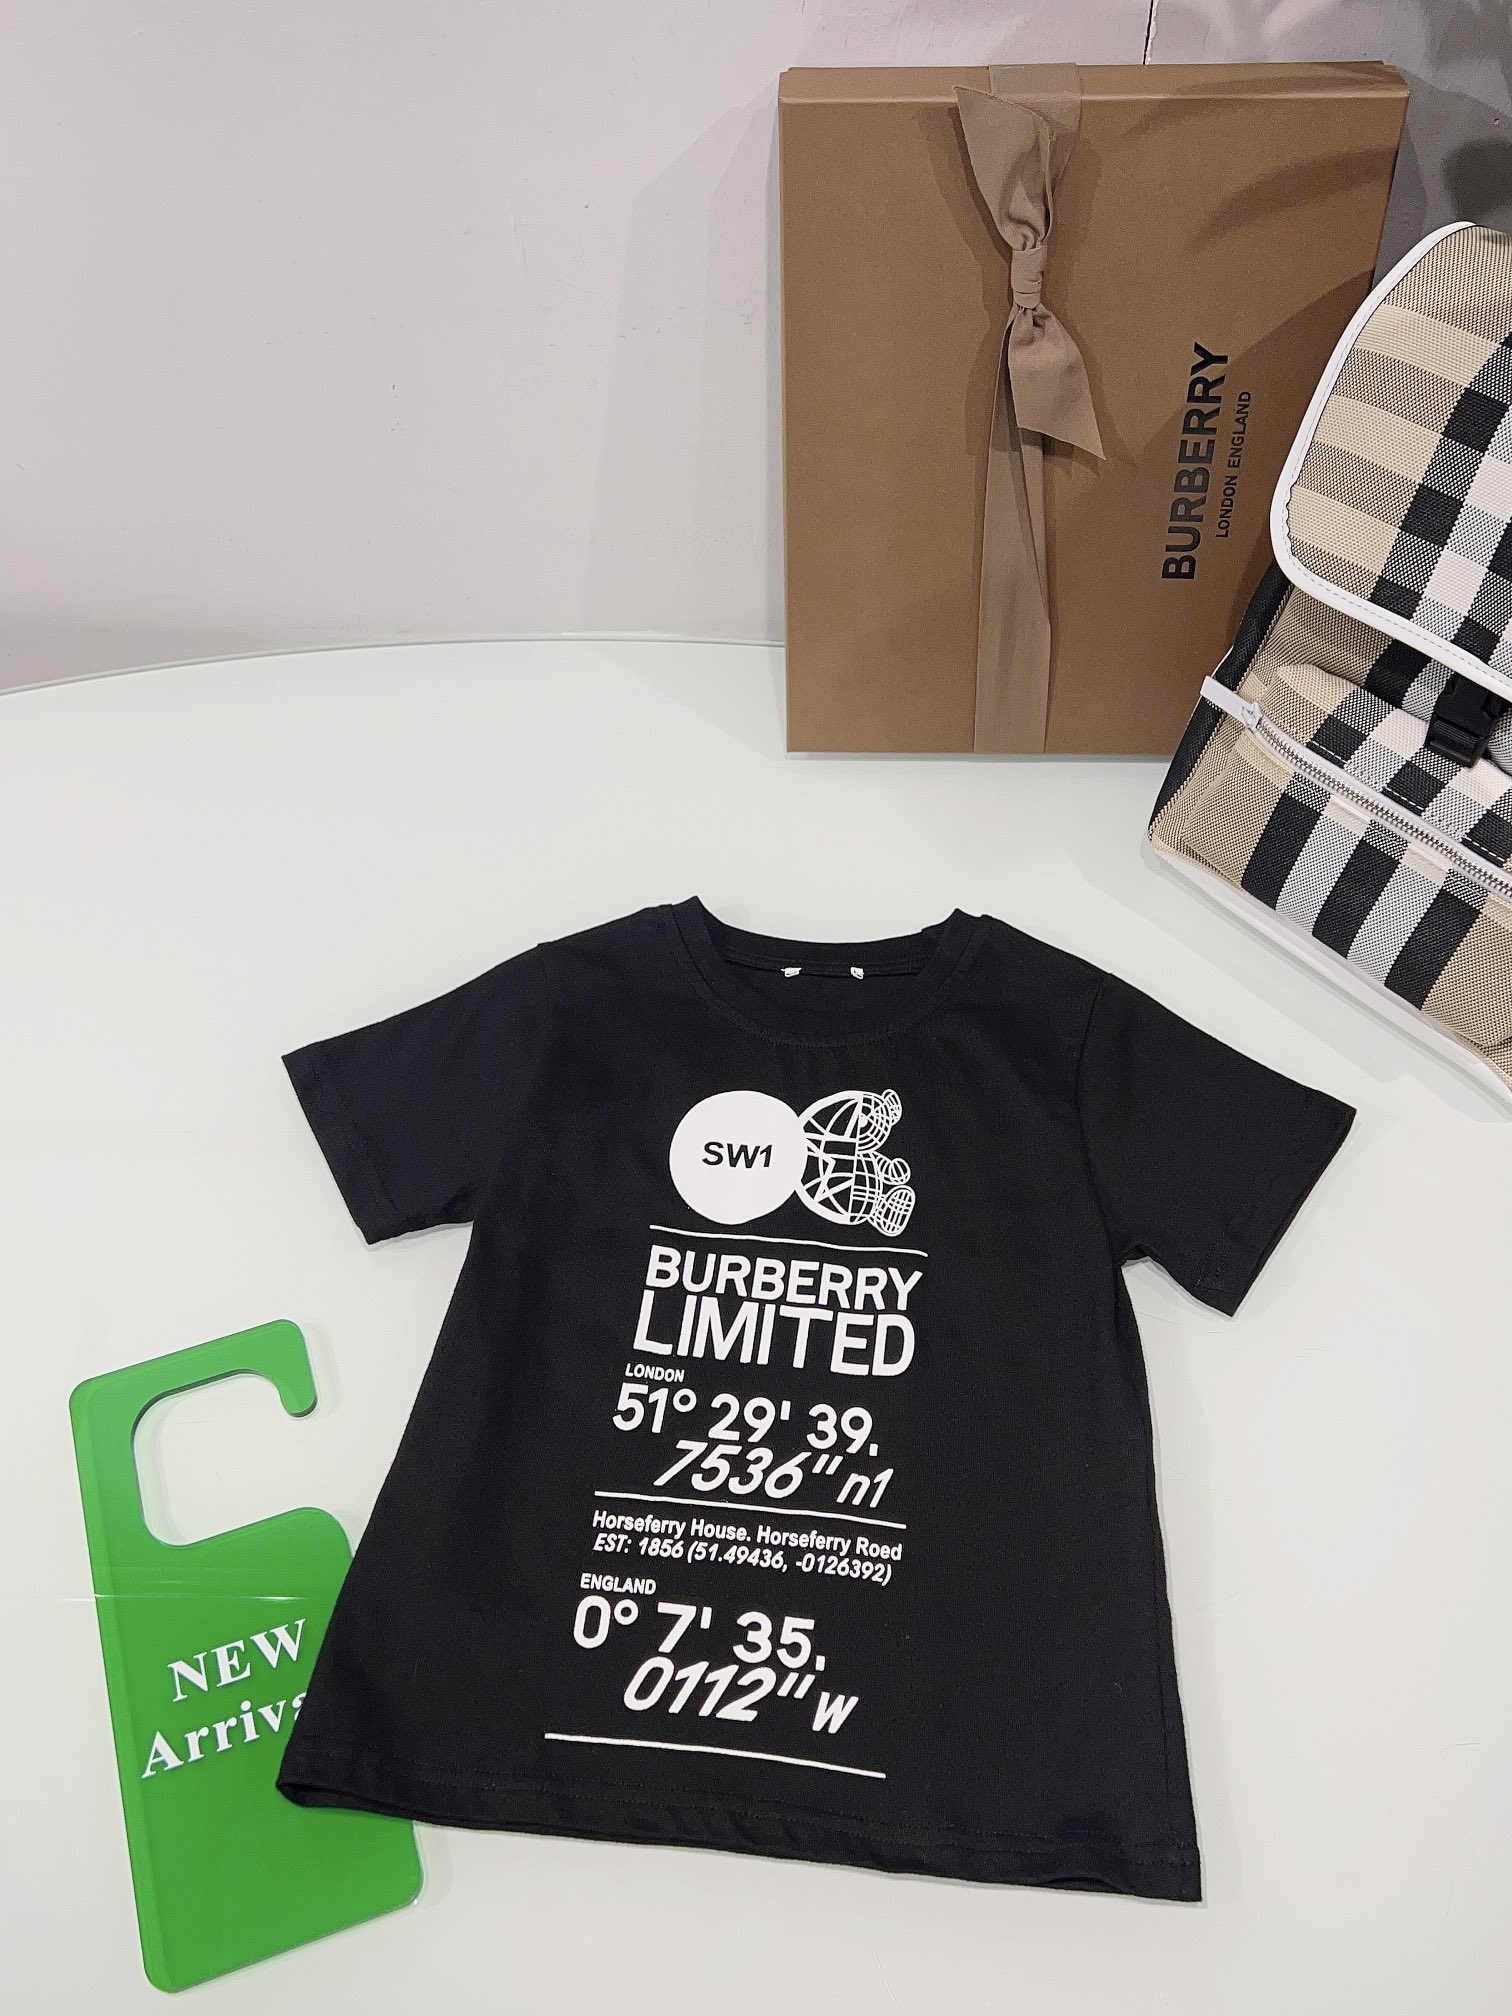 BURBERRY
LONDON ENGLAND
SW1
BURBERRY
LIMITED
LONDON
51° 29' 39.
7536"n1
Horseferry House. Horseferry Roed
EST: 1856 (51.49436, -0126392)
ENGLAND
0° 7' 35.
0112"w
NEW
Arriva